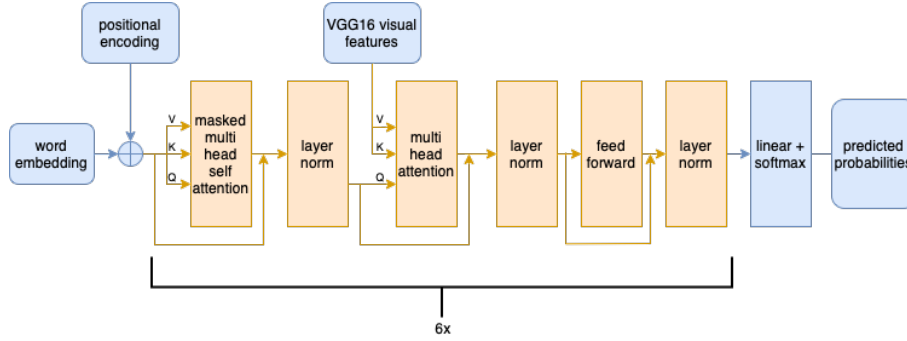 positional
encoding
VGG16 visual
features
word
embedding
V
K
Q
masked
multi
head
self
attention
layer
norm
V
K
Q
multi
head
attention
layer
norm
feed
forward
layer
norm
linear +
softmax
predicted
probabilities
6x